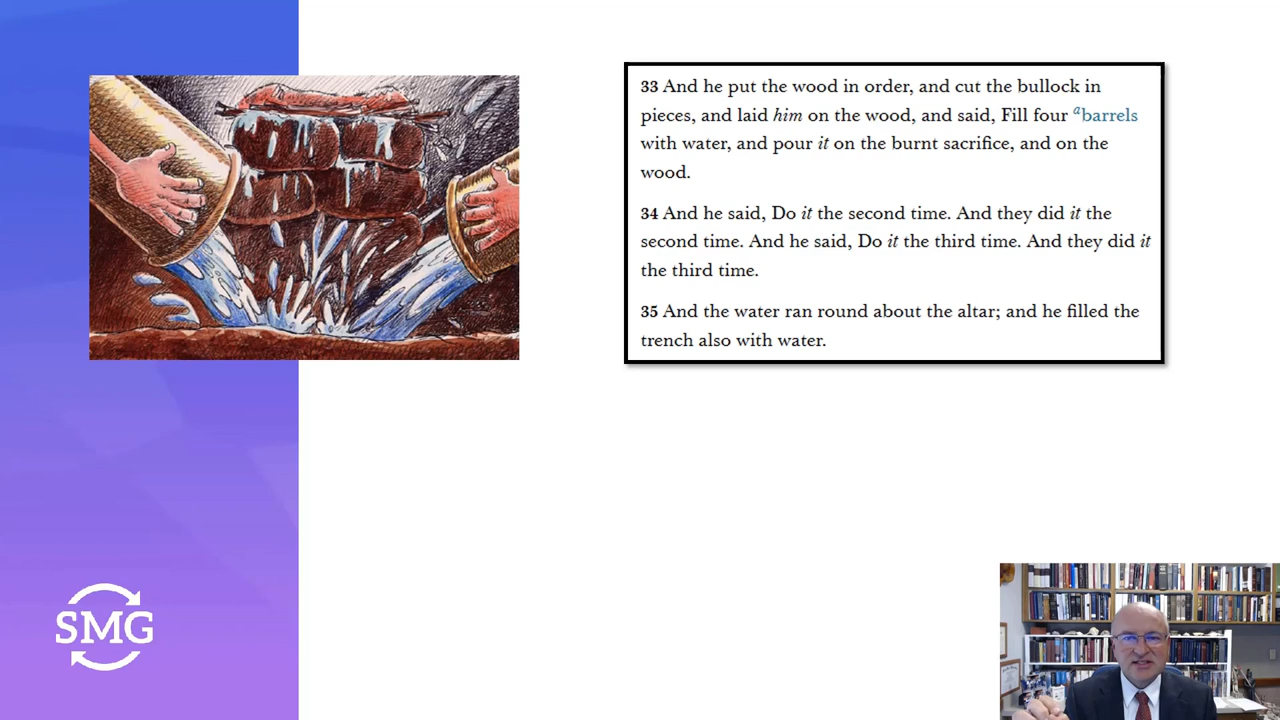 33 And he put the wood in order, and cut the bullock in
pieces, and laid him on the wood, and said, Fill four abarrels
with water, and pour it on the burnt sacrifice, and on the
wood.
34 And he said, Do it the second time. And they did it the
second time. And he said, Do it the third time. And they did it
the third time.
35 And the water ran round about the altar; and he filled the
trench also with water.
SMG